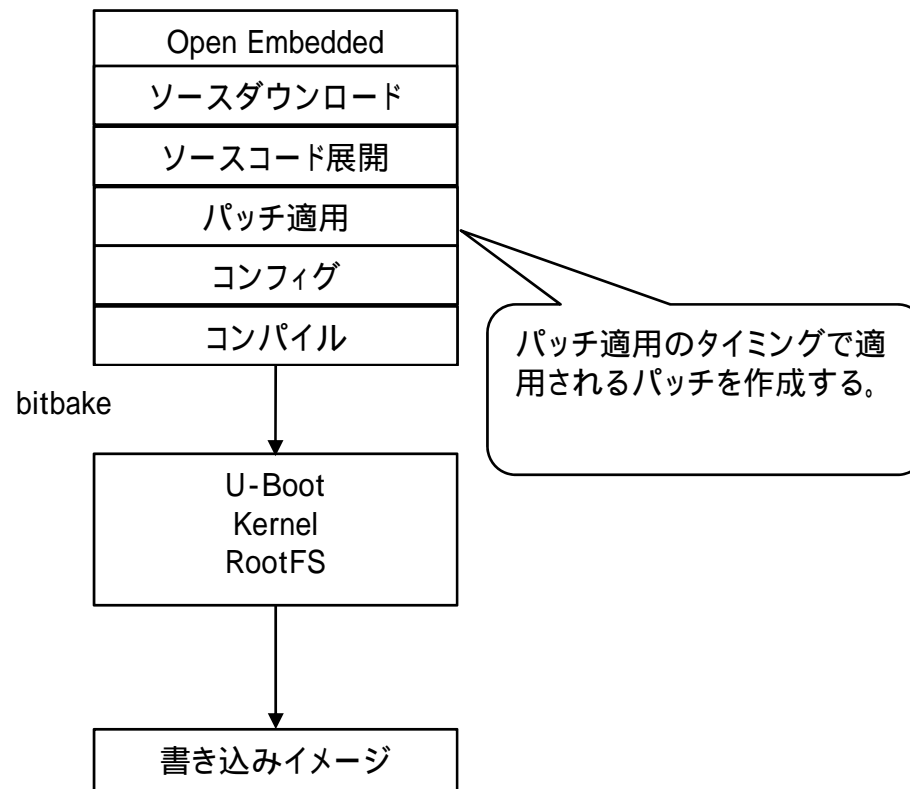 Open Embedded
ソースダウンロード
ソースコード展開
パッチ適用
コンフィグ
コンパイル
パッチ適用のタイミングで適
用されるパッチを作成する。
bitbake
U-Boot
Kernel
RootFS
書き込みイメージ